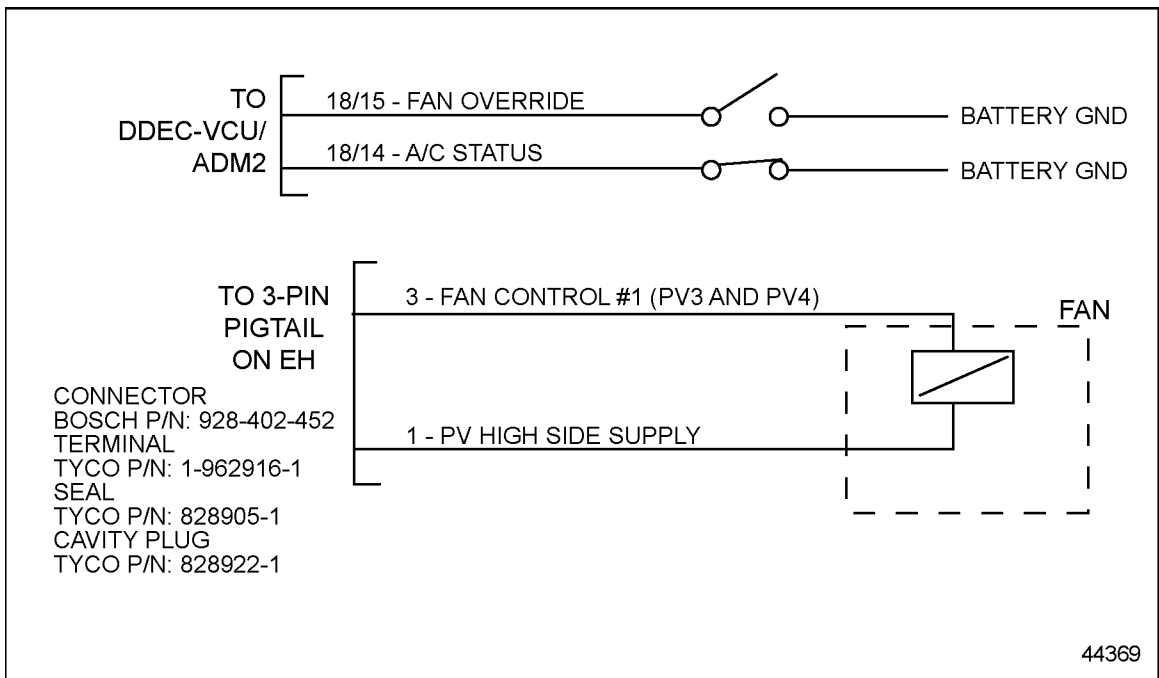 TO
DDEC-VCU/
ADM2
18/15 - FAN OVERRIDE
BATTERY GND
18/14 - A/C STATUS
BATTERY GND
TO 3-PIN
PIGTAIL
ON EH
3 - FAN CONTROL #1 (PV3 AND PV4)
FAN
1 - PV HIGH SIDE SUPPLY
CONNECTOR
BOSCH P/N: 928-402-452
TERMINAL
TYCO P/N: 1-962916-1
SEAL
TYCO P/N: 828905-1
CAVITY PLUG
TYCO P/N: 828922-1
44369